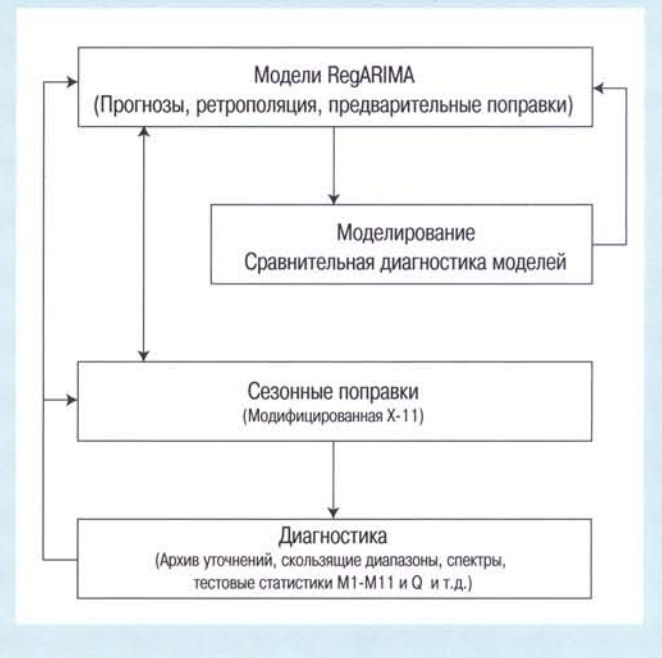 Модели RegARIMA
(Прогнозы, ретрополяция, предварительные поправки)
Моделирование
Сравнительная диагностика моделей
Сезонные поправки
(Модифицированная X-11)
Диагностика
(Архив уточнений, скользящие диапазоны, спектры,
тестовые статистики M1-M11 и Q и т.д.)